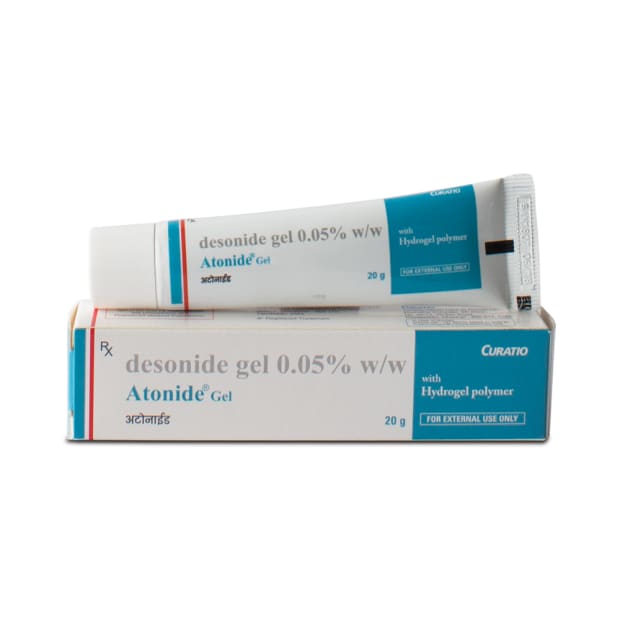 CURATIO
desonide gel 0.05% w/w
Atonide® Gel
अटोनाईड
20 g
with
Hydrogel polymer
FOR EXTERNAL USE ONLY
Rx
desonide gel 0.05% w/w
Atonide® Gel
अटोनाईड
20 g
CURATIO
with
Hydrogel polymer
FOR EXTERNAL USE ONLY